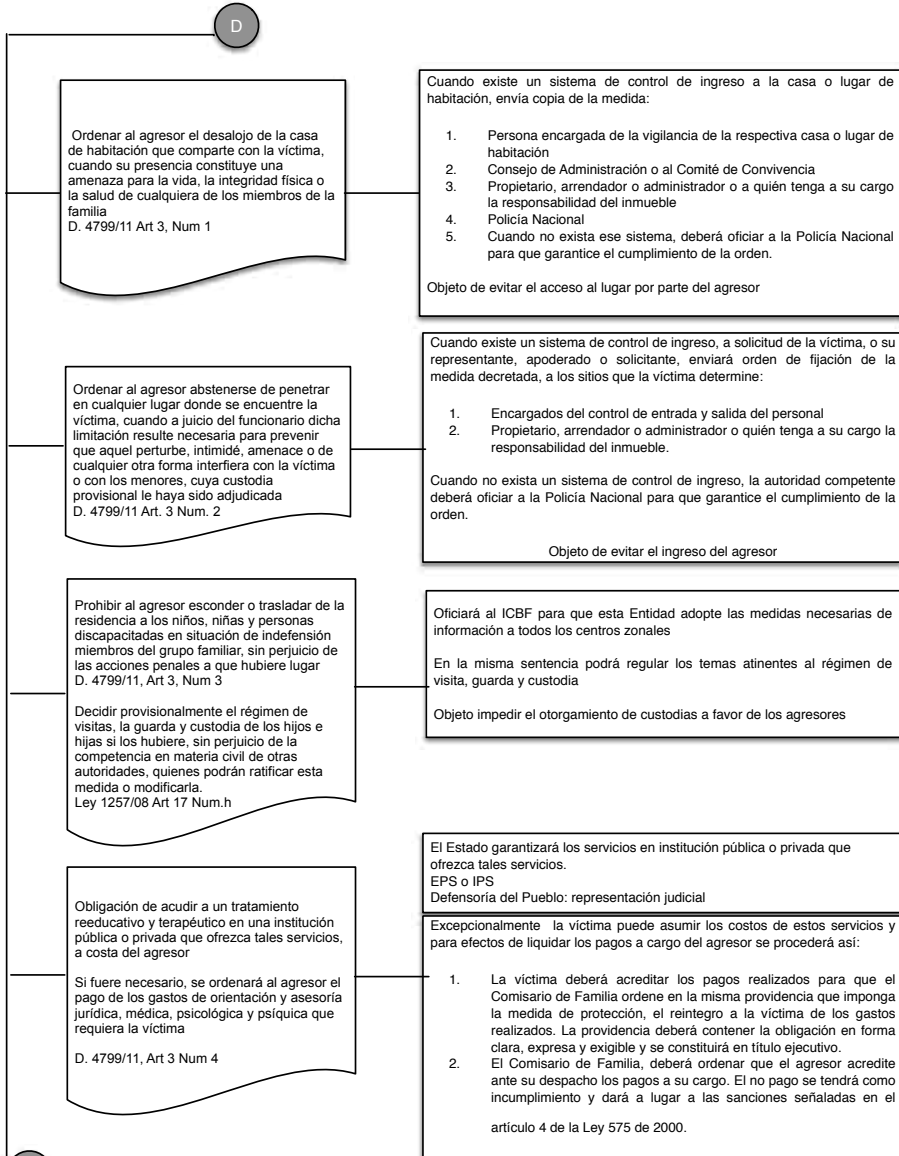 D
Ordenar al agresor el desalojo de la casa
de habitación que comparte con la víctima,
cuando su presencia constituye una
amenaza para la vida, la integridad física o
la salud de cualquiera de los miembros de la
familia
D. 4799/11 Art 3, Num 1
Cuando existe un sistema de control de ingreso a la casa o lugar de
habitación, envía copia de la medida:
1. Persona encargada de la vigilancia de la respectiva casa o lugar de
habitación
2. Consejo de Administración o al Comité de Convivencia
3. Propietario, arrendador o administrador o a quién tenga a su cargo
la responsabilidad del inmueble
4. Policía Nacional
5. Cuando no exista ese sistema, deberá oficiar a la Policía Nacional
para que garantice el cumplimiento de la orden.
Objeto de evitar el acceso al lugar por parte del agresor
Ordenar al agresor abstenerse de penetrar
en cualquier lugar donde se encuentre la
víctima, cuando a juicio del funcionario dicha
limitación resulte necesaria para prevenir
que aquel perturbe, intimidé, amenace o de
cualquier otra forma interfiera con la víctima
o con los menores, cuya custodia
provisional le haya sido adjudicada
D. 4799/11 Art. 3 Num. 2
Cuando existe un sistema de control de ingreso, a solicitud de la víctima, o su
representante, apoderado o solicitante, enviará orden de fijación de la
medida decretada, a los sitios que la víctima determine:
1. Encargados del control de entrada y salida del personal
2. Propietario, arrendador o administrador o quién tenga a su cargo la
responsabilidad del inmueble.
Cuando no exista un sistema de control de ingreso, la autoridad competente
deberá oficiar a la Policía Nacional para que garantice el cumplimiento de la
orden.
Objeto de evitar el ingreso del agresor
Prohibir al agresor esconder o trasladar de la
residencia a los niños, niñas y personas
discapacitadas en situación de indefensión
miembros del grupo familiar, sin perjuicio de
las acciones penales a que hubiere lugar
D. 4799/11, Art 3, Num 3
Decidir provisionalmente el régimen de
visitas, la guarda y custodia de los hijos e
hijas si los hubiere, sin perjuicio de la
competencia en materia civil de otras
autoridades, quienes podrán ratificar esta
medida o modificarla.
Ley 1257/08 Art 17 Num.h
Oficiará al ICBF para que esta Entidad adopte las medidas necesarias de
información a todos los centros zonales
En la misma sentencia podrá regular los temas atinentes al régimen de
visita, guarda y custodia
Objeto impedir el otorgamiento de custodias a favor de los agresores
Obligación de acudir a un tratamiento
reeducativo y terapéutico en una institución
pública o privada que ofrezca tales servicios,
a costa del agresor
Si fuere necesario, se ordenará al agresor el
pago de los gastos de orientación y asesoría
jurídica, médica, psicológica y psíquica que
requiera la víctima
D. 4799/11, Art 3 Num 4
El Estado garantizará los servicios en institución pública o privada que
ofrezca tales servicios.
EPS o IPS
Defensoría del Pueblo: representación judicial
Excepcionalmente la víctima puede asumir los costos de estos servicios y
para efectos de liquidar los pagos a cargo del agresor se procederá así:
1. La víctima deberá acreditar los pagos realizados para que el
Comisario de Familia ordene en la misma providencia que imponga
la medida de protección, el reintegro a la víctima de los gastos
realizados. La providencia deberá contener la obligación en forma
clara, expresa y exigible y se constituirá en título ejecutivo.
2. El Comisario de Familia, deberá ordenar que el agresor acredite
ante su despacho los pagos a su cargo. El no pago se tendrá como
incumplimiento y dará a lugar a las sanciones señaladas en el
artículo 4 de la Ley 575 de 2000.